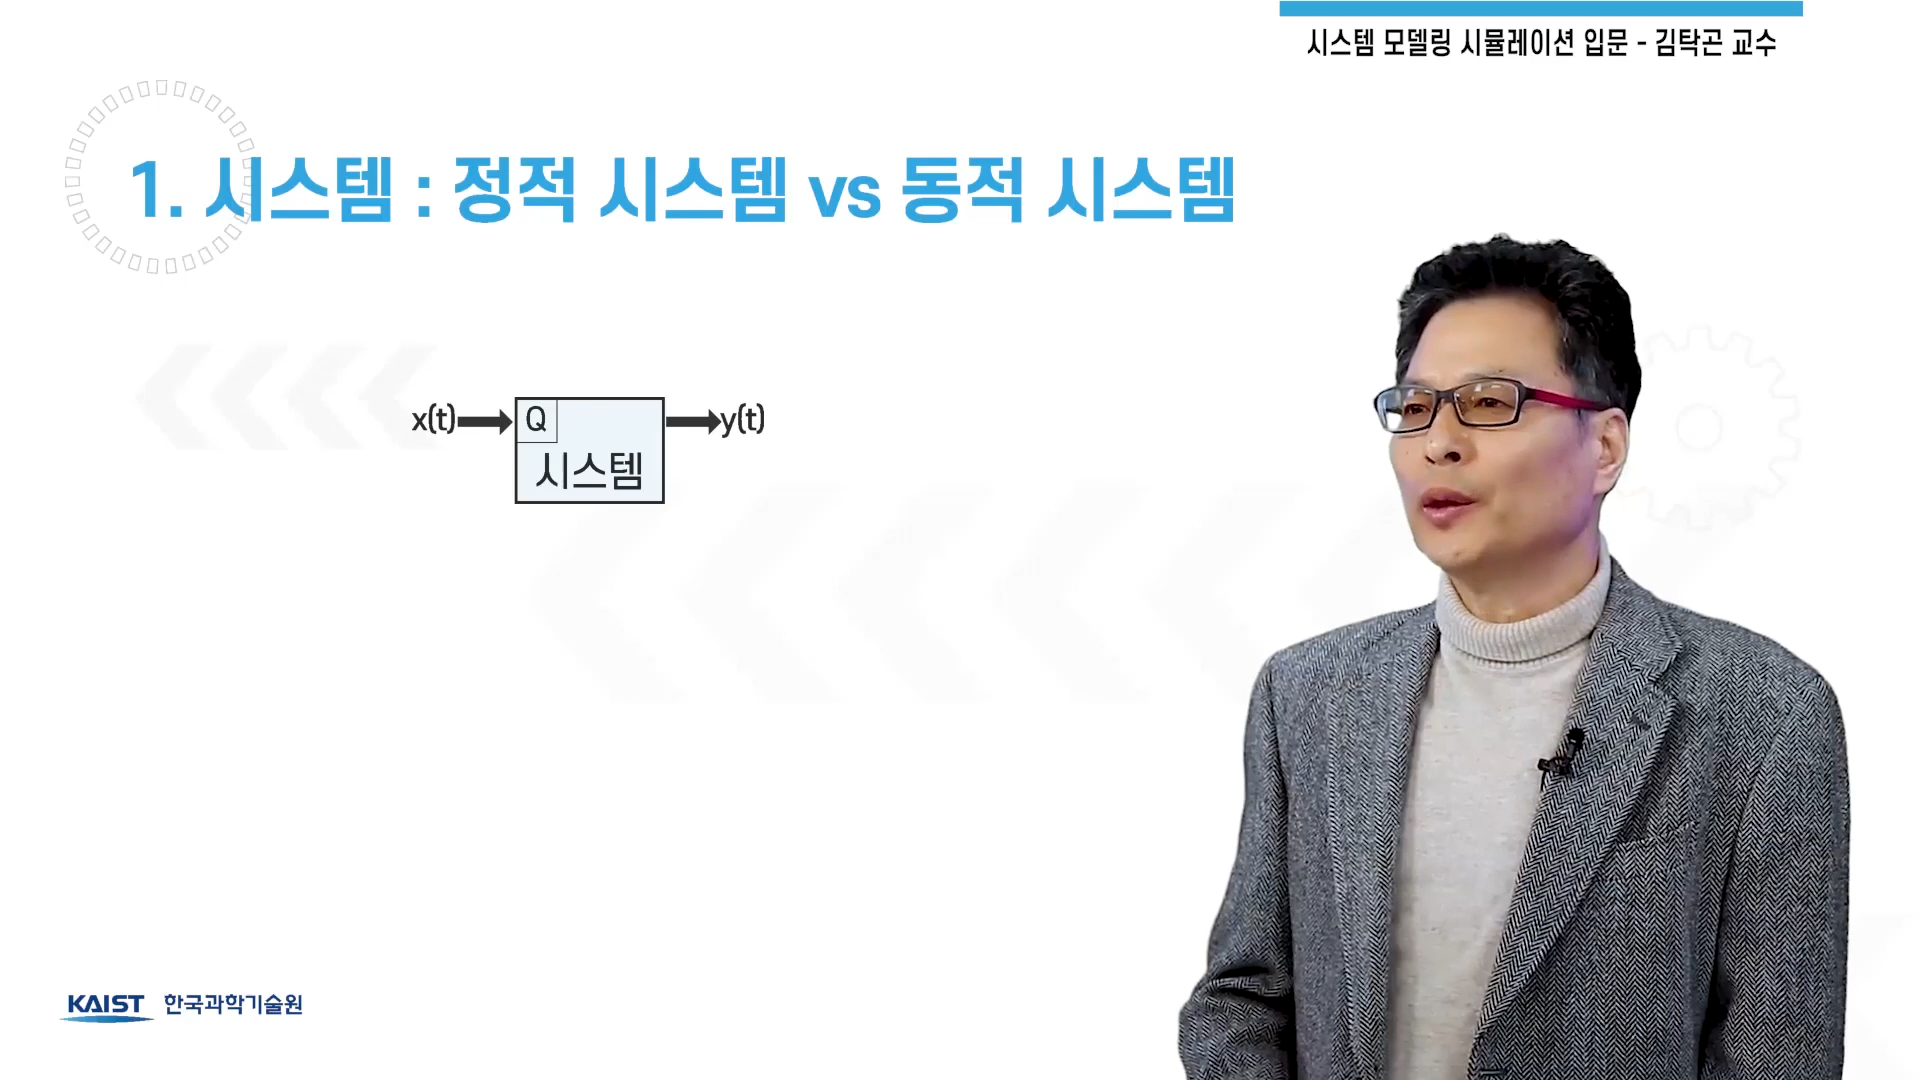 시스템 모델링 시뮬레이션 입문 - 김탁곤 교수
1. 시스템 : 정적 시스템 vs 동적 시스템
x(t) Q y(t)
시스템
KAIST 한국과학기술원